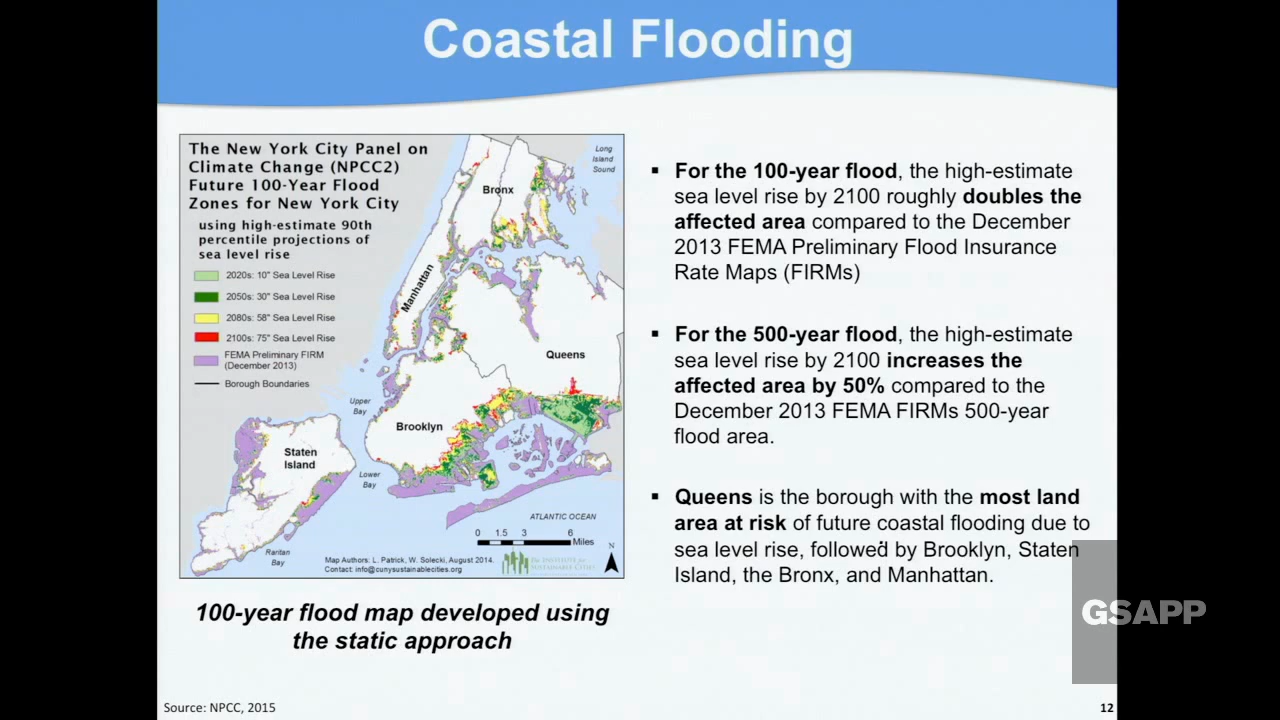 Coastal Flooding
The New York City Panel on
Climate Change (NPCC2)
Future 100-Year Flood
Zones for New York City
using high-estimate 90th
percentile projections of
sea level rise
2020s: 10" Sea Level Rise
2050s: 30" Sea Level Rise
2080s: 58" Sea Level Rise
2100s: 75" Sea Level Rise
FEMA Preliminary FIRM
(December 2013)
Borough Boundaries
Long
Island
Sound
Bronx
Manhattan
Queens
Upper
Bay
Brooklyn
Staten
Island
Lower
Bay
ATLANTIC OCEAN
Raritan
Bay
0 1.5 3 6
Miles
N
Map Authors: L. Patrick, W. Solecki, August 2014.
Contact: info@cunysustainablecities.org
THE INSTITUTE for
SUSTAINABLE CITIES
100-year flood map developed using
the static approach
▪ For the 100-year flood, the high-estimate
sea level rise by 2100 roughly doubles the
affected area compared to the December
2013 FEMA Preliminary Flood Insurance
Rate Maps (FIRMs)
▪ For the 500-year flood, the high-estimate
sea level rise by 2100 increases the
affected area by 50% compared to the
December 2013 FEMA FIRMs 500-year
flood area.
▪ Queens is the borough with the most land
area at risk of future coastal flooding due to
sea level rise, followed by Brooklyn, Staten
Island, the Bronx, and Manhattan.
GSAPP
Source: NPCC, 2015
12